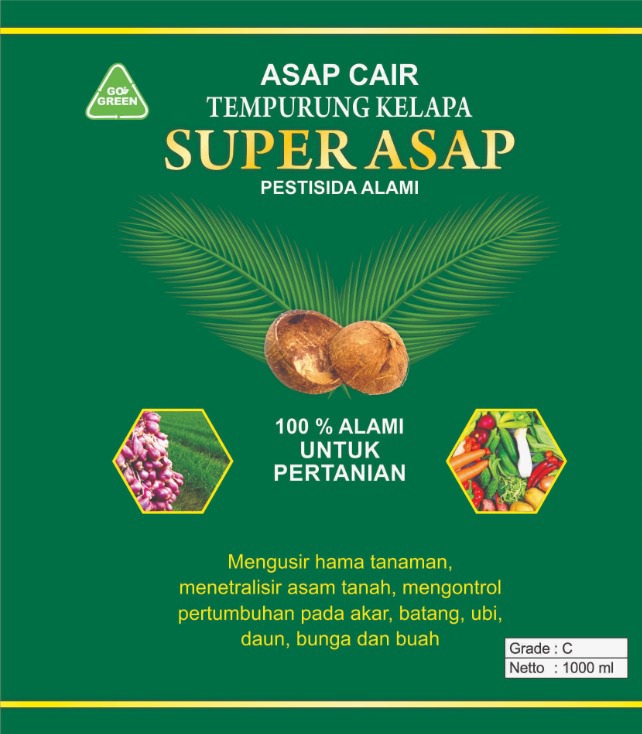 GO
GREEN
ASAP CAIR
TEMPURUNG KELAPA
SUPER ASAP
PESTISIDA ALAMI
100 % ALAMI
UNTUK
PERTANIAN
Mengusir hama tanaman,
menetralisir asam tanah, mengontrol
pertumbuhan pada akar, batang, ubi,
daun, bunga dan buah
Grade : C
Netto : 1000 ml